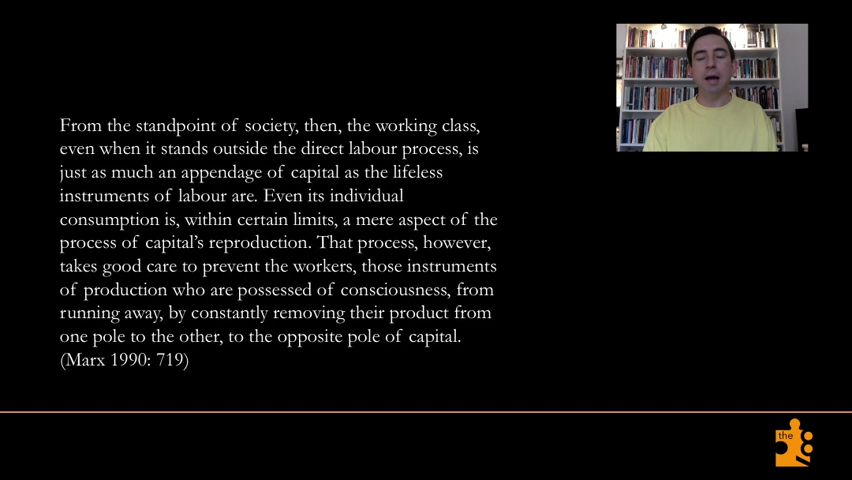 From the standpoint of society, then, the working class,
even when it stands outside the direct labour process, is
just as much an appendage of capital as the lifeless
instruments of labour are. Even its individual
consumption is, within certain limits, a mere aspect of the
process of capital's reproduction. That process, however,
takes good care to prevent the workers, those instruments
of production who are possessed of consciousness, from
running away, by constantly removing their product from
one pole to the other, to the opposite pole of capital.
(Marx 1990: 719)
the